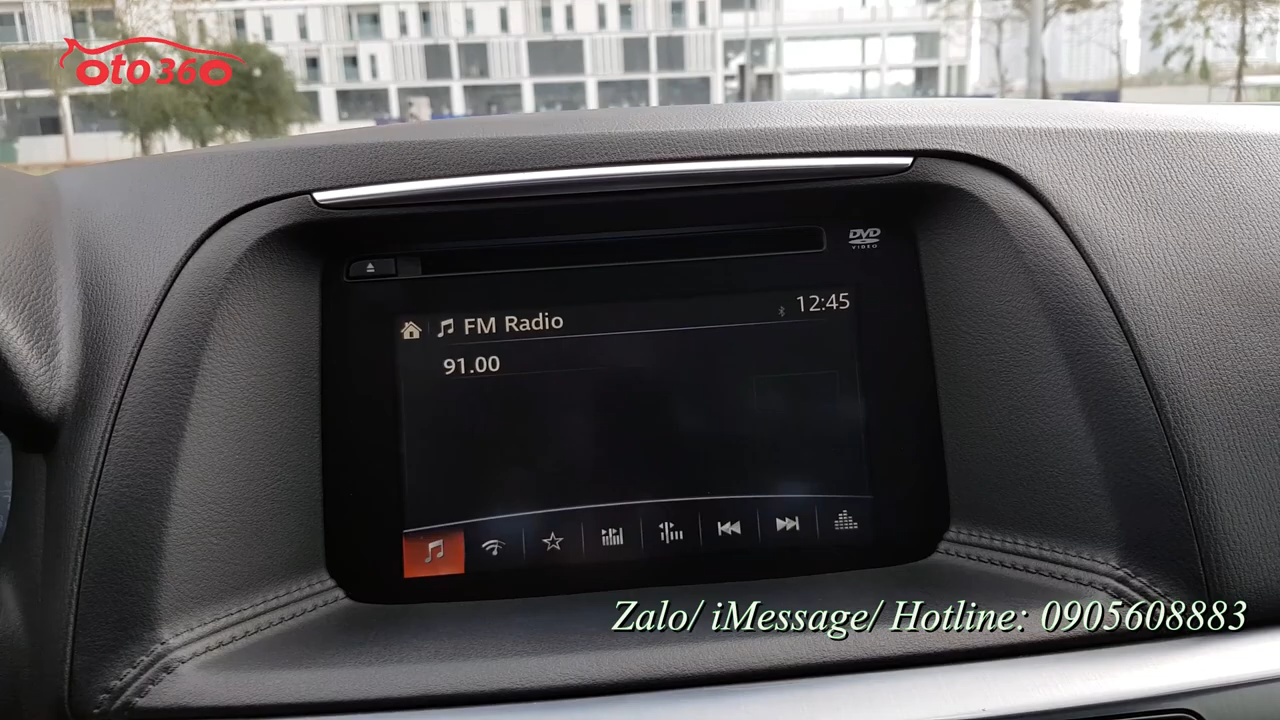 oto360
DVD
VIDEO
FM Radio
12:45
91.00
Zalo/ iMessage/ Hotline: 0905608883